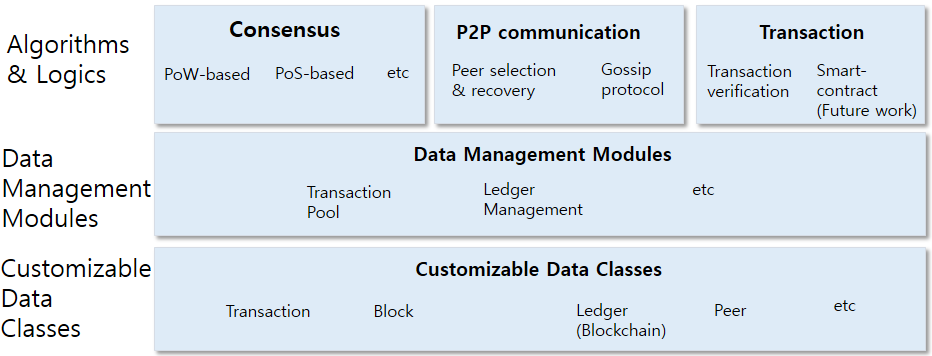 Algorithms
& Logics
Consensus
PoW-based
PoS-based
etc
P2P communication
Peer selection
& recovery
Gossip
protocol
Transaction
Transaction
verification
Smart-
contract
(Future work)
Data
Management
Modules
Data Management Modules
Transaction
Pool
Ledger
Management
etc
Customizable
Data
Classes
Customizable Data Classes
Transaction
Block
Ledger
(Blockchain)
Peer
etc